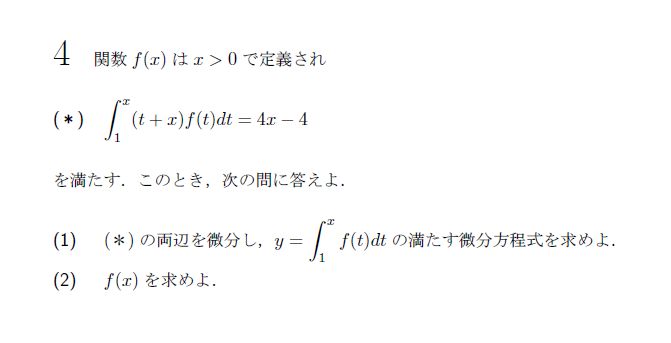 4 関数 f(x) は x > 0 で定義され
(＊) ∫_1^x (t + x)f(t)dt = 4x − 4
を満たす．このとき，次の問に答えよ．
(1) (＊) の両辺を微分し，y = ∫_1^x f(t)dt の満たす微分方程式を求めよ．
(2) f(x) を求めよ．